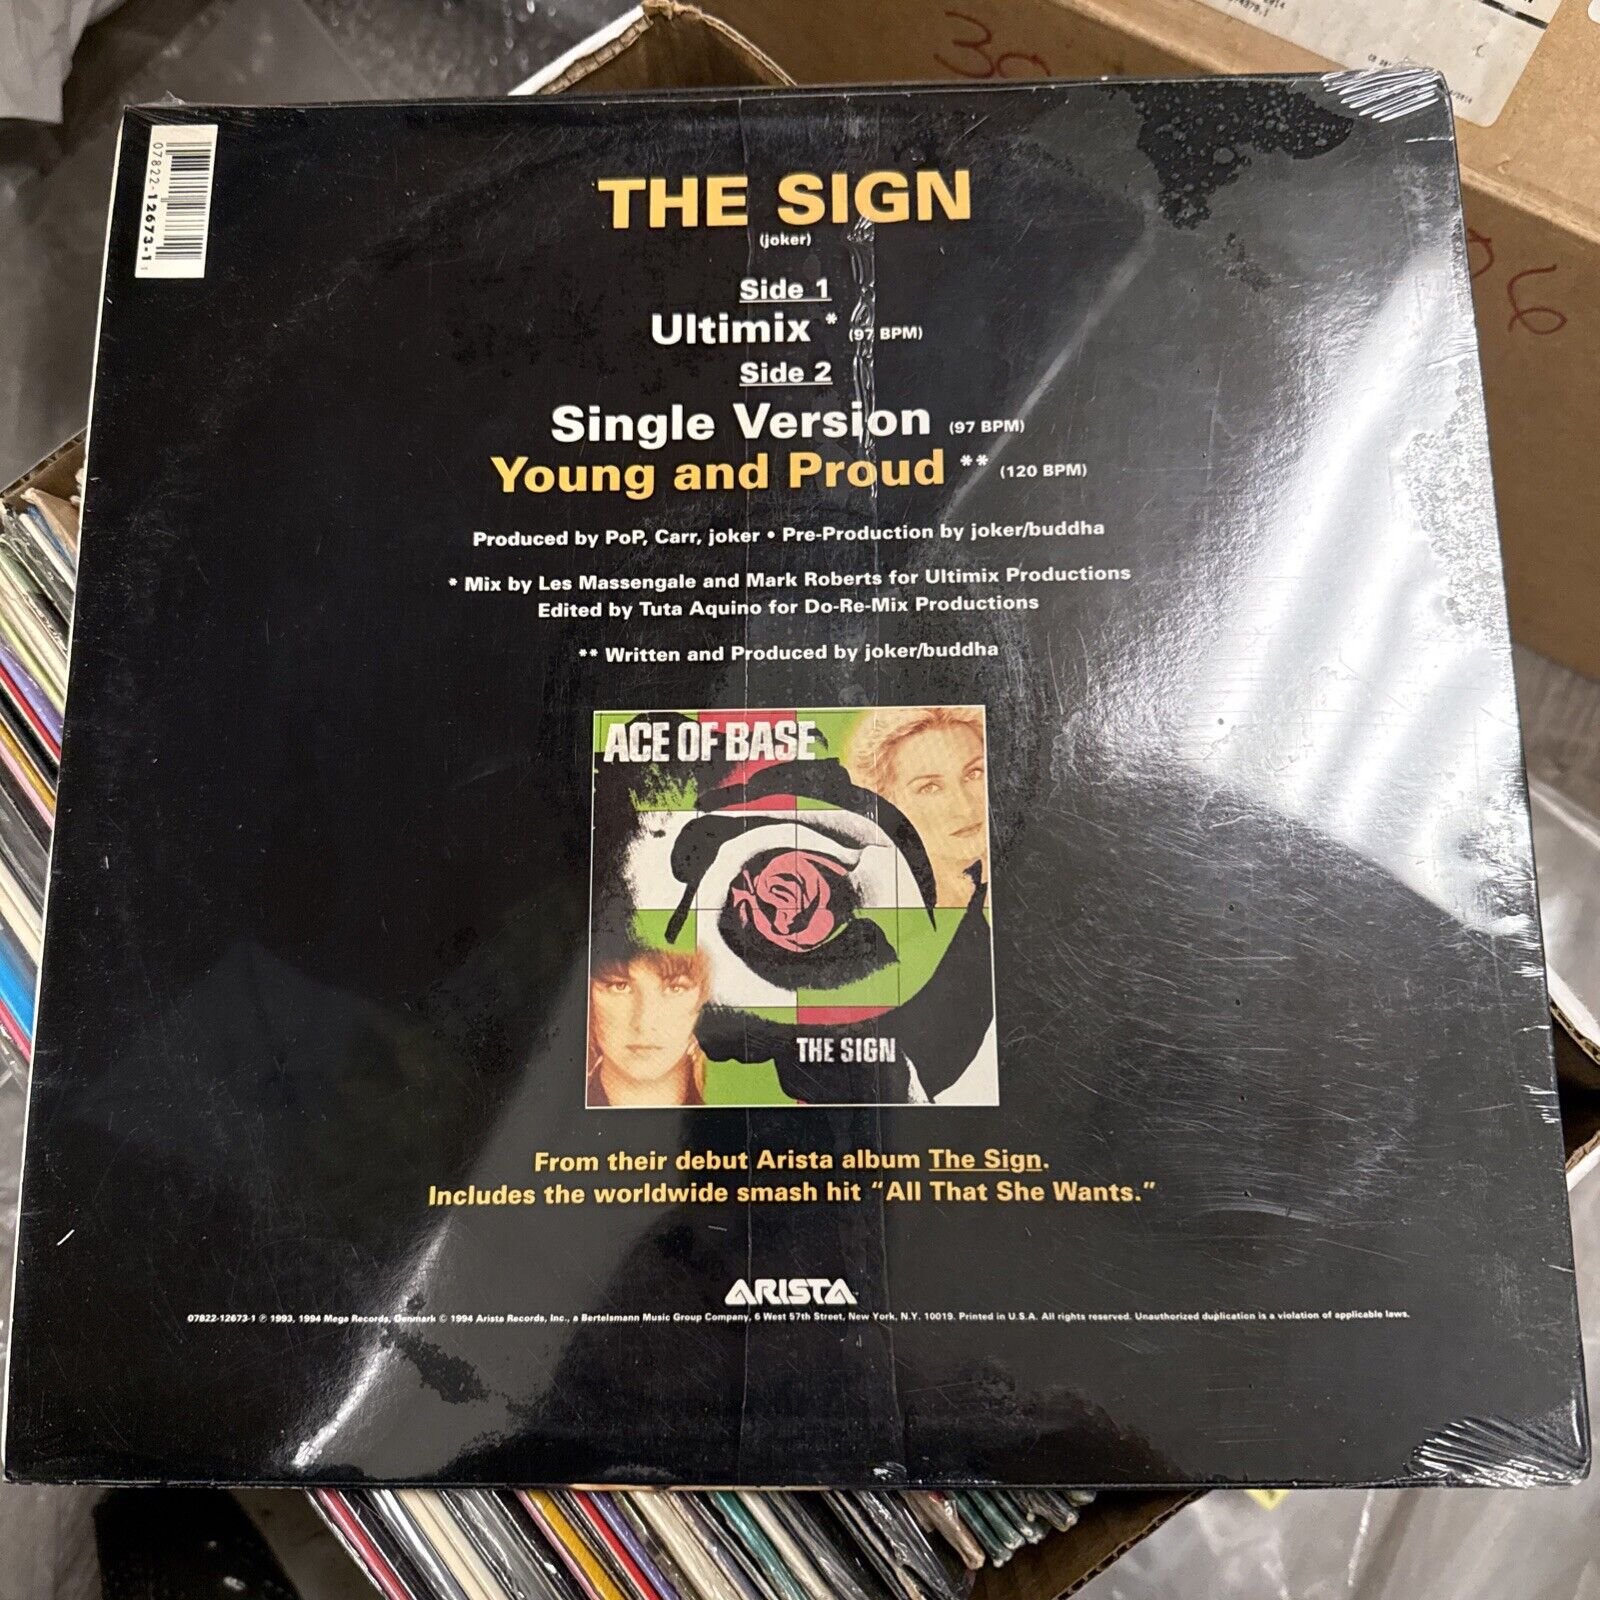 07822-12673-1
THE SIGN
(joker)
Side 1
Ultimix * (97 BPM)
Side 2
Single Version (97 BPM)
Young and Proud ** (120 BPM)
Produced by PoP, Carr, joker • Pre-Production by joker/buddha
* Mix by Les Massengale and Mark Roberts for Ultimix Productions
Edited by Tuta Aquino for Do-Re-Mix Productions
** Written and Produced by joker/buddha
ACE OF BASE
THE SIGN
From their debut Arista album The Sign.
Includes the worldwide smash hit “All That She Wants.”
ARISTA
07822-12673-1 ℗ 1993, 1994 Mega Records, Denmark © 1994 Arista Records, Inc., a Bertelsmann Music Group Company, 6 West 57th Street, New York, N.Y. 10019. Printed in U.S.A. All rights reserved. Unauthorized duplication is a violation of applicable laws.